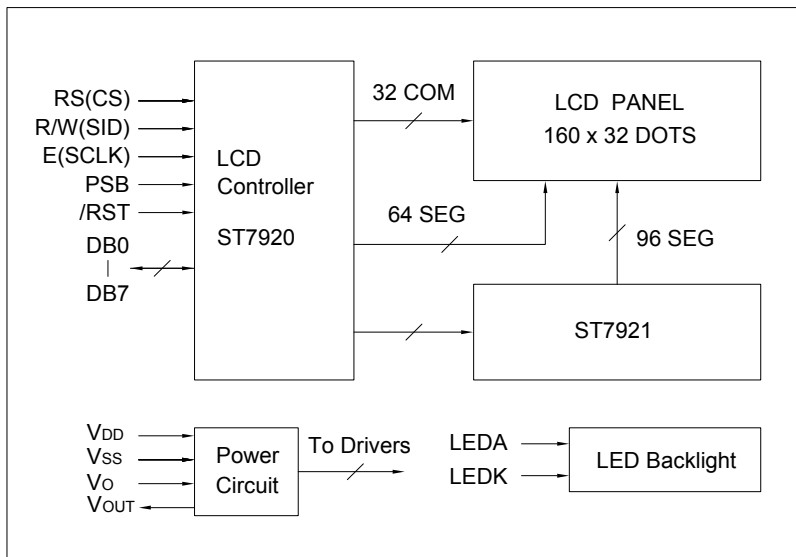 RS(CS)
R/W(SID)
E(SCLK)
PSB
/RST
DB0
|
DB7
LCD
Controller
ST7920
32 COM
64 SEG
LCD PANEL
160 x 32 DOTS
96 SEG
ST7921
VDD
VSS
VO
VOUT
Power
Circuit
To Drivers
LEDA
LEDK
LED Backlight